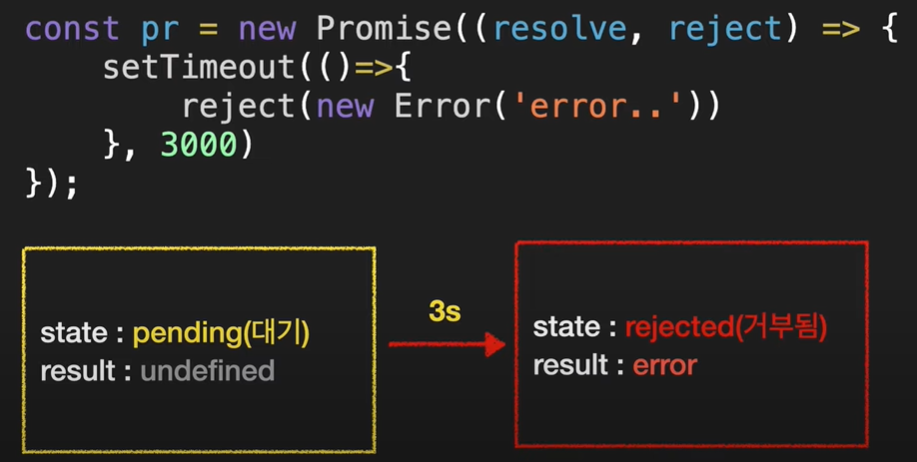 const pr = new Promise((resolve, reject) => {
    setTimeout(()=>{
        reject(new Error('error..'))
    }, 3000)
});
state : pending(대기)
result : undefined
3s
state : rejected(거부됨)
result : error